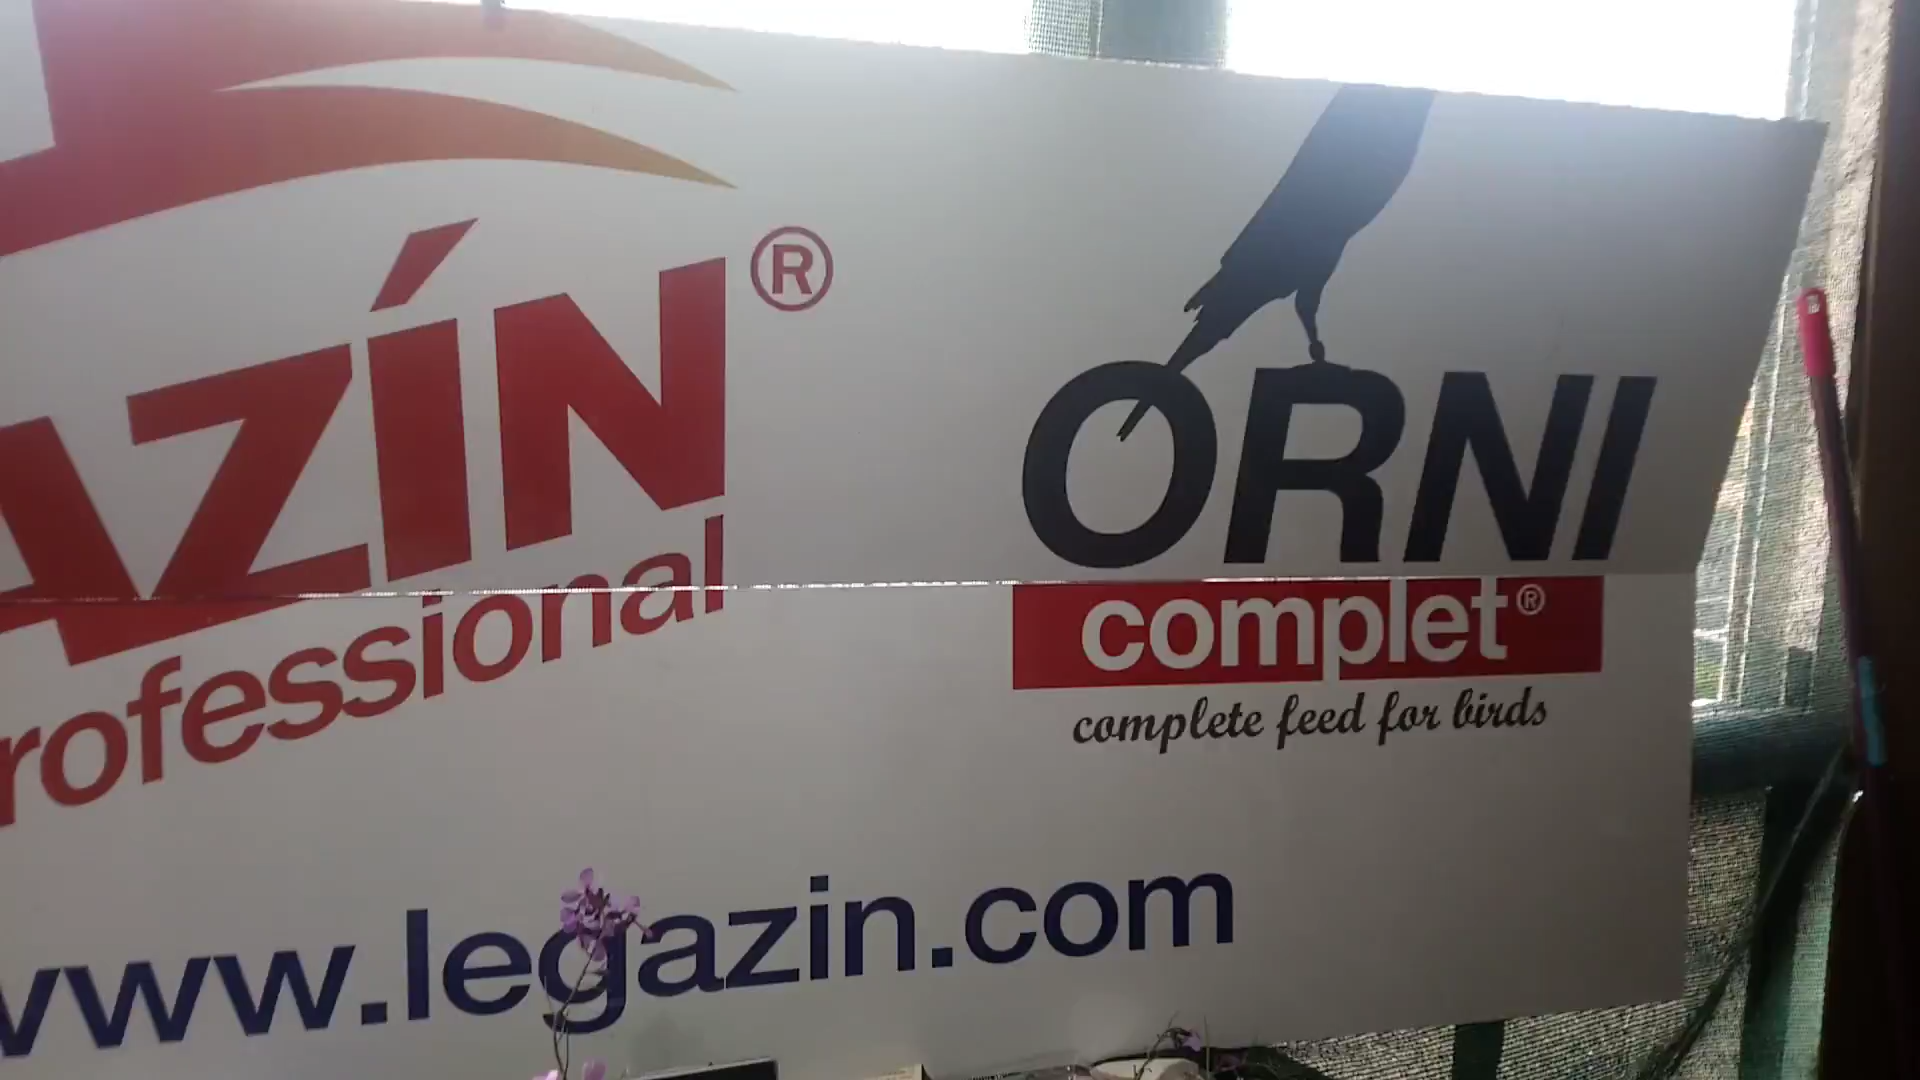 AZÍN®
rofessional
www.legazin.com
ORNI
complet®
complete feed for birds